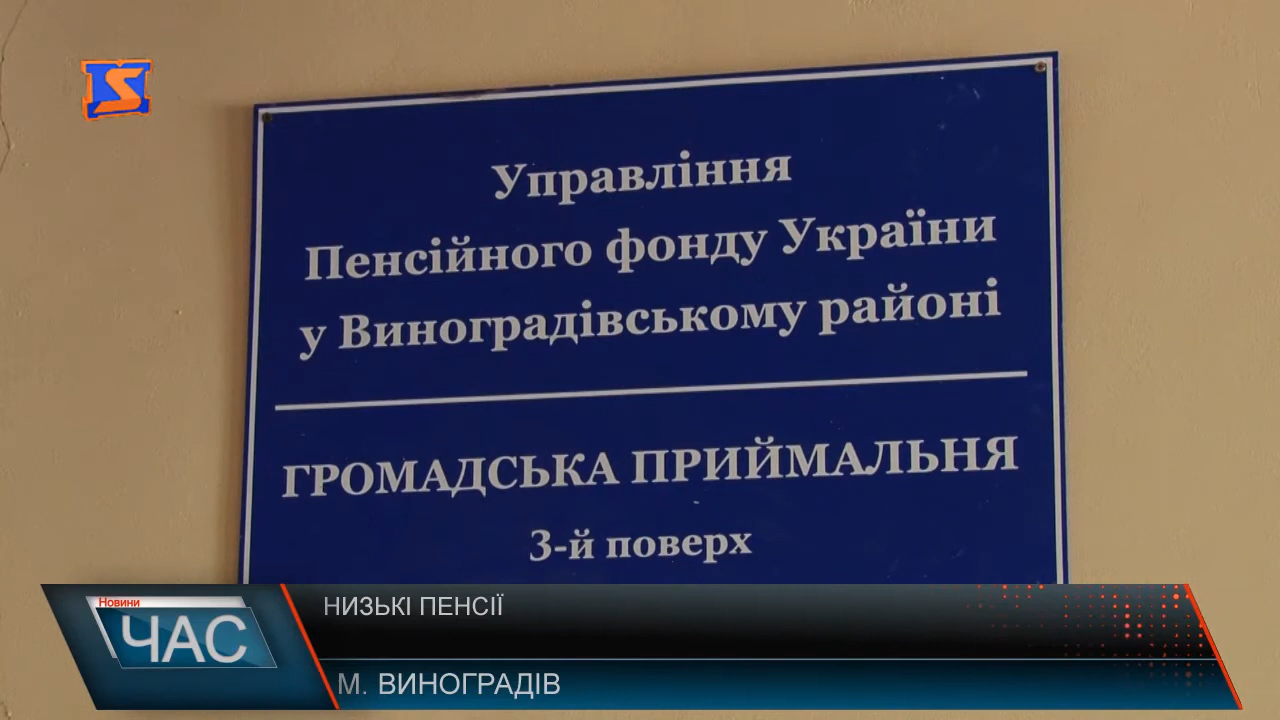 Управління
Пенсійного фонду України
у Виноградівському районі
ГРОМАДСЬКА ПРИЙМАЛЬНЯ
3-й поверх
Новини
ЧАС
НИЗЬКІ ПЕНСІЇ
М. ВИНОГРАДІВ